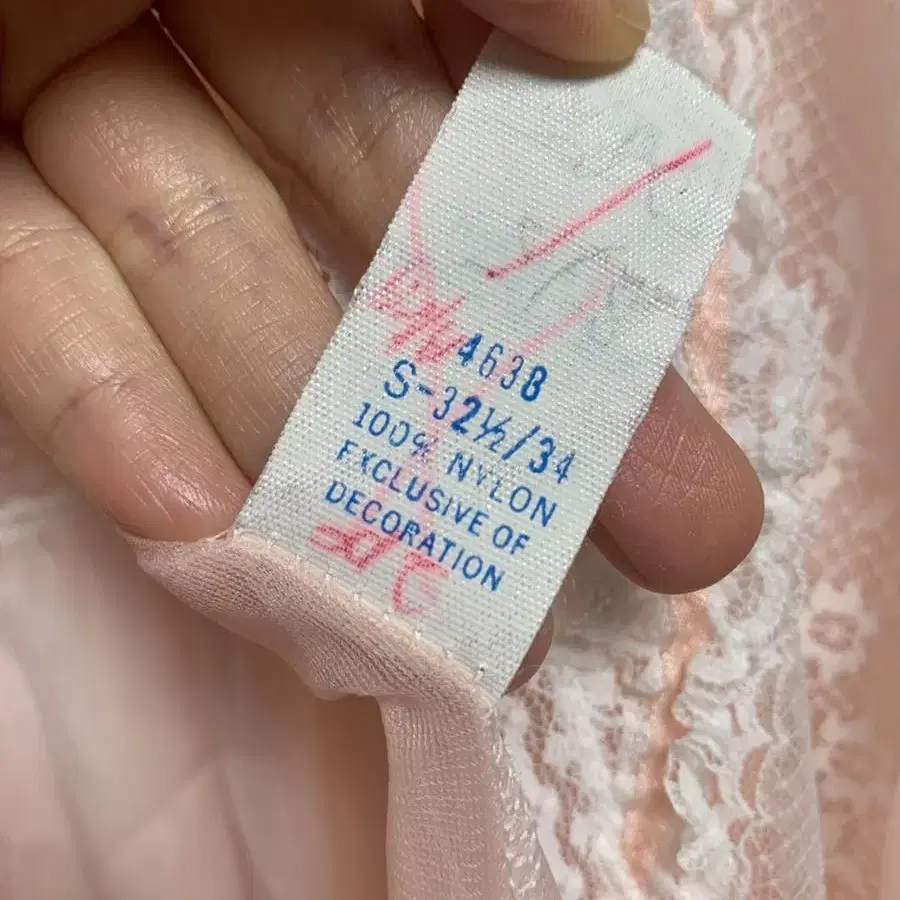 4638
S-32½/34
100% NYLON
EXCLUSIVE OF
DECORATION